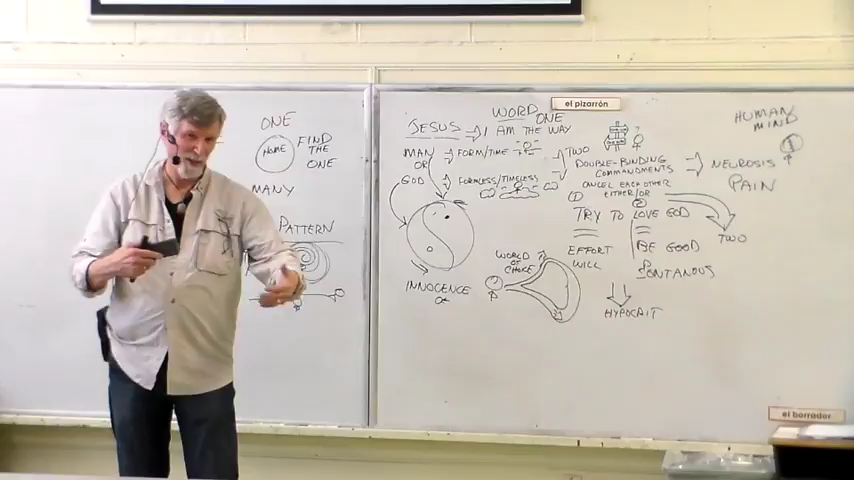 ONE
HOME
FIND
THE
ONE
MANY
PATTERN
el pizarrón
WORD
ONE
JESUS
I AM THE WAY
MAN
OR
GOD
FORM/TIME
FORMLESS/TIMELESS
TWO
?
DOUBLE-BINDING
COMMANDMENTS
CANCEL EACH OTHER
EITHER/OR
1
2
TRY TO LOVE GOD
=
EFFORT
WILL
=
BE GOOD
SPONTANOUS
HYPOCRIT
TWO
NEUROSIS
PAIN
HUMAN
MIND
WORLD
OF
CHOICE
INNOCENCE
el borrador